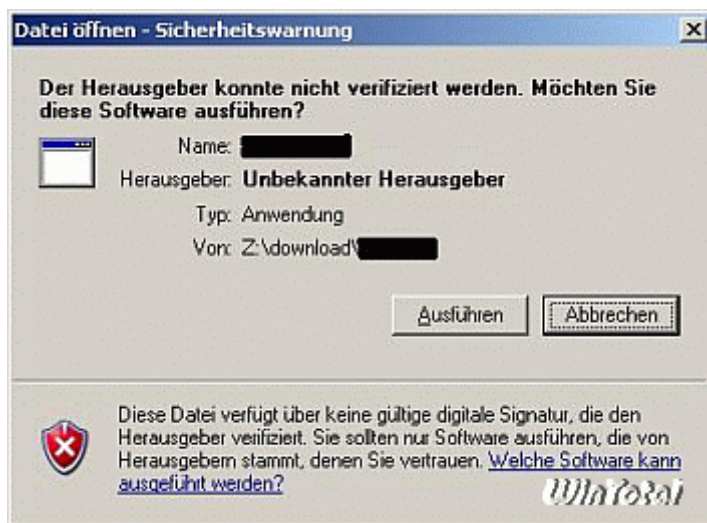 Datei öffnen - Sicherheitswarnung
Der Herausgeber konnte nicht verifiziert werden. Möchten Sie
diese Software ausführen?
Name:
Herausgeber: Unbekannter Herausgeber
Typ: Anwendung
Von: Z:\download\
Ausführen Abbrechen
Diese Datei verfügt über keine gültige digitale Signatur, die den
Herausgeber verifiziert. Sie sollten nur Software ausführen, die von
Herausgebern stammt, denen Sie vertrauen. Welche Software kann
ausgeführt werden?
WinTotal